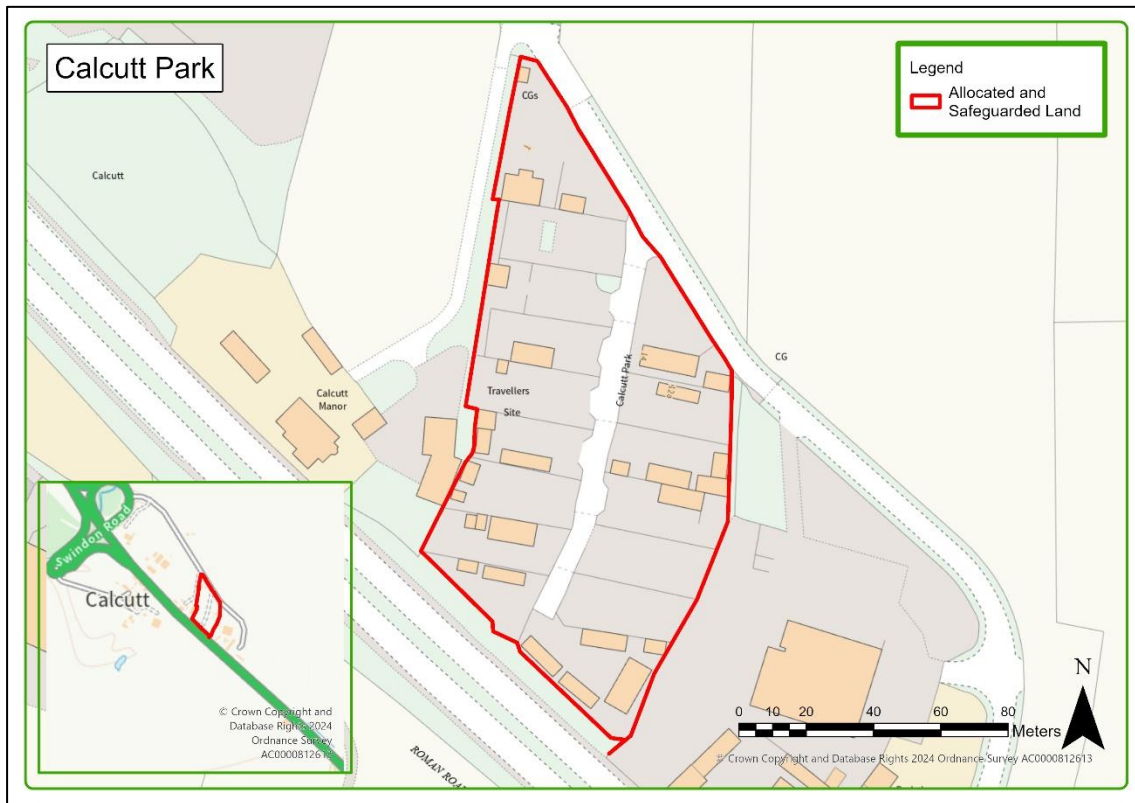 Calcutt Park
Legend
Allocated and
Safeguarded Land
CGs
Calcutt
CG
14
Calcutt Park
12a
Travellers
Site
Calcutt
Manor
Swindon Road
Calcutt
© Crown Copyright and
Database Rights 2024
Ordnance Survey
ROMAN ROAD
N
0 20 40 60 80
Meters
© Crown Copyright and Database Rights 2024 Ordnance Survey AC0000812613